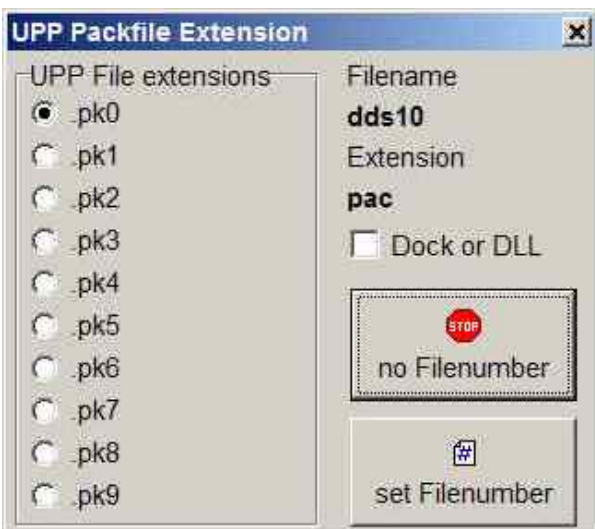 UPP Packfile Extension
UPP File extensions
.pk0
.pk1
.pk2
.pk3
.pk4
.pk5
.pk6
.pk7
.pk8
.pk9
Filename
dds10
Extension
pac
Dock or DLL
STOP
no Filenumber
#
set Filenumber